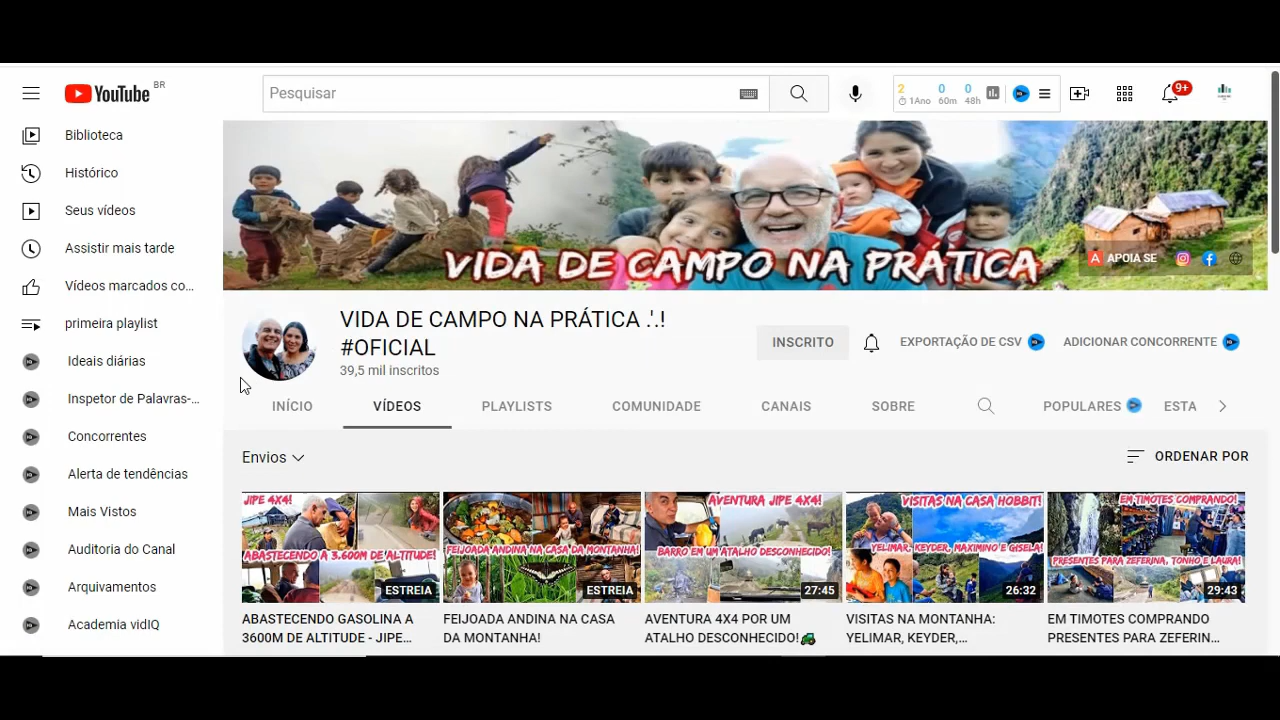 YouTube BR
Pesquisar
2 0 0
1Ano 60m 48h
9+
Biblioteca
Histórico
Seus vídeos
Assistir mais tarde
Vídeos marcados co...
primeira playlist
Ideais diárias
Inspetor de Palavras-...
Concorrentes
Alerta de tendências
Mais Vistos
Auditoria do Canal
Arquivamentos
Academia vidIQ
VIDA DE CAMPO NA PRÁTICA
APOIA SE
VIDA DE CAMPO NA PRÁTICA .'.!
#OFICIAL
39,5 mil inscritos
INSCRITO
EXPORTAÇÃO DE CSV
ADICIONAR CONCORRENTE
INÍCIO VÍDEOS PLAYLISTS COMUNIDADE CANAIS SOBRE POPULARES ESTA
Envios
ORDENAR POR
JIPE 4X4!
ABASTECENDO A 3.600M DE ALTITUDE!
ESTREIA
ABASTECENDO GASOLINA A
3600M DE ALTITUDE - JIPE...
FEIJOADA ANDINA NA CASA DA MONTANHA!
ESTREIA
FEIJOADA ANDINA NA CASA
DA MONTANHA!
AVENTURA JIPE 4X4!
BARRO EM UM ATALHO DESCONHECIDO!
27:45
AVENTURA 4X4 POR UM
ATALHO DESCONHECIDO!
VISITAS NA CASA HOBBIT!
YELIMAR, KEYDER, MAXIMINO E GISELA!
26:32
VISITAS NA MONTANHA:
YELIMAR, KEYDER,...
EM TIMOTES COMPRANDO!
PRESENTES PARA ZEFERINA, TONHO E LAURA!
29:43
EM TIMOTES COMPRANDO
PRESENTES PARA ZEFERIN...